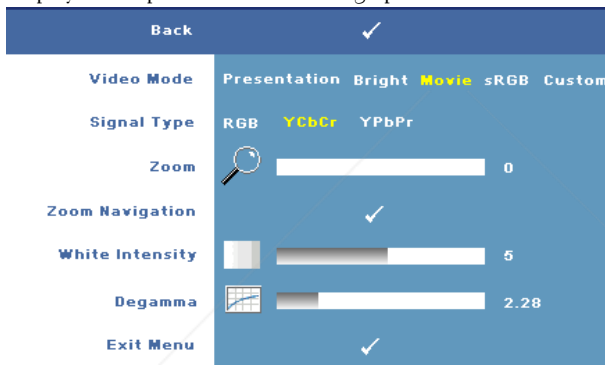 Back
Video Mode Presentation Bright Movie sRGB Custom
Signal Type RGB YCbCr YPbPr
Zoom 0
Zoom Navigation
White Intensity 5
Degamma 2.28
Exit Menu